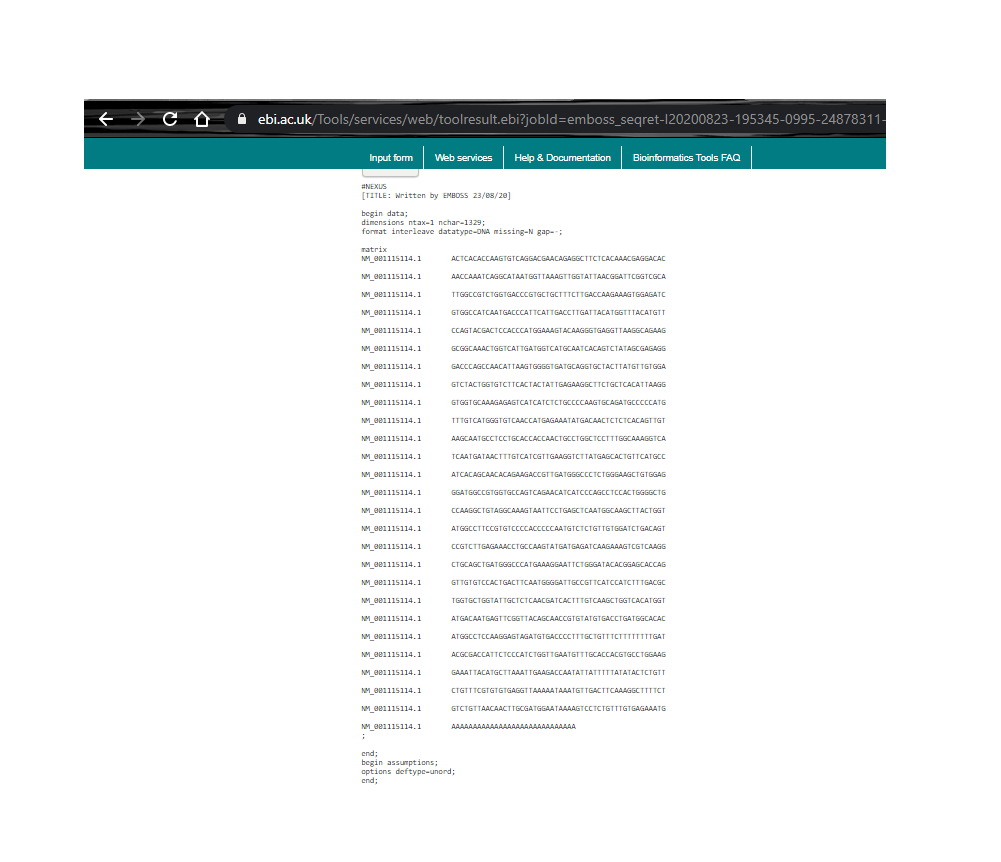 ebi.ac.uk/Tools/services/web/toolresult.ebi?jobId=emboss_seqret-I20200823-195345-0995-24878311-
Input form Web services Help & Documentation Bioinformatics Tools FAQ
#NEXUS
[TITLE: Written by EMBOSS 23/08/20]
begin data;
dimensions ntax=1 nchar=1329;
format interleave datatype=DNA missing=N gap=-;
matrix
NM_001115114.1 ACTCACACCAAGTGTCAGGACGAACAGAGGCTTCTCACAAACGAGGACAC
NM_001115114.1 AACCAAATCAGGCATAATGGTTAAAGTTGGTATTAACGGATTCGGTCGCA
NM_001115114.1 TTGGCCGTCTGGTGACCCGTGCTGCTTTCTTGACCAAGAAAGTGGAGATC
NM_001115114.1 GTGGCCATCAATGACCCATTCATTGACCTTGATTACATGGTTTACATGTT
NM_001115114.1 CCAGTACGACTCCACCCATGGAAAGTACAAGGGTGAGGTTAAGGCAGAAG
NM_001115114.1 GCGGCAAACTGGTCATTGATGGTCATGCAATCACAGTCTATAGCGAGAGG
NM_001115114.1 GACCCAGCCAACATTAAGTGGGGTGATGCAGGTGCTACTTATGTTGTGGA
NM_001115114.1 GTCTACTGGTGTCTTCACTACTATTGAGAAGGCTTCTGCTCACATTAAGG
NM_001115114.1 GTGGTGCAAAGAGAGTCATCATCTCTGCCCCAAGTGCAGATGCCCCCATG
NM_001115114.1 TTTGTCATGGGTGTCAACCATGAGAAATATGACAACTCTCTCACAGTTGT
NM_001115114.1 AAGCAATGCCTCCTGCACCACCAACTGCCTGGCTCCTTTGGCAAAGGTCA
NM_001115114.1 TCAATGATAACTTTGTCATCGTTGAAGGTCTTATGAGCACTGTTCATGCC
NM_001115114.1 ATCACAGCAACACAGAAGACCGTTGATGGGCCCTCTGGGAAGCTGTGGAG
NM_001115114.1 GGATGGCCGTGGTGCCAGTCAGAACATCATCCCAGCCTCCACTGGGGCTG
NM_001115114.1 CCAAGGCTGTAGGCAAAGTAATTCCTGAGCTCAATGGCAAGCTTACTGGT
NM_001115114.1 ATGGCCTTCCGTGTCCCCACCCCCAATGTCTCTGTTGTGGATCTGACAGT
NM_001115114.1 CCGTCTTGAGAAACCTGCCAAGTATGATGAGATCAAGAAAGTCGTCAAGG
NM_001115114.1 CTGCAGCTGATGGGCCCATGAAAGGAATTCTGGGATACACGGAGCACCAG
NM_001115114.1 GTTGTGTCCACTGACTTCAATGGGGATTGCCGTTCATCCATCTTTGACGC
NM_001115114.1 TGGTGCTGGTATTGCTCTCAACGATCACTTTGTCAAGCTGGTCACATGGT
NM_001115114.1 ATGACAATGAGTTCGGTTACAGCAACCGTGTATGTGACCTGATGGCACAC
NM_001115114.1 ATGGCCTCCAAGGAGTAGATGTGACCCCTTTGCTGTTTCTTTTTTTTGAT
NM_001115114.1 ACGCGACCATTCTCCCATCTGGTTGAATGTTTGCACCACGTGCCTGGAAG
NM_001115114.1 GAAATTACATGCTTAAATTGAAGACCAATATTATTTTTATATACTCTGTT
NM_001115114.1 CTGTTTCGTGTGTGAGGTTAAAAATAAATGTTGACTTCAAAGGCTTTTCT
NM_001115114.1 GTCTGTTAACAACTTGCGATGGAATAAAAGTCCTCTGTTTGTGAGAAATG
NM_001115114.1 AAAAAAAAAAAAAAAAAAAAAAAAAAAAA
;
end;
begin assumptions;
options deftype=unord;
end;